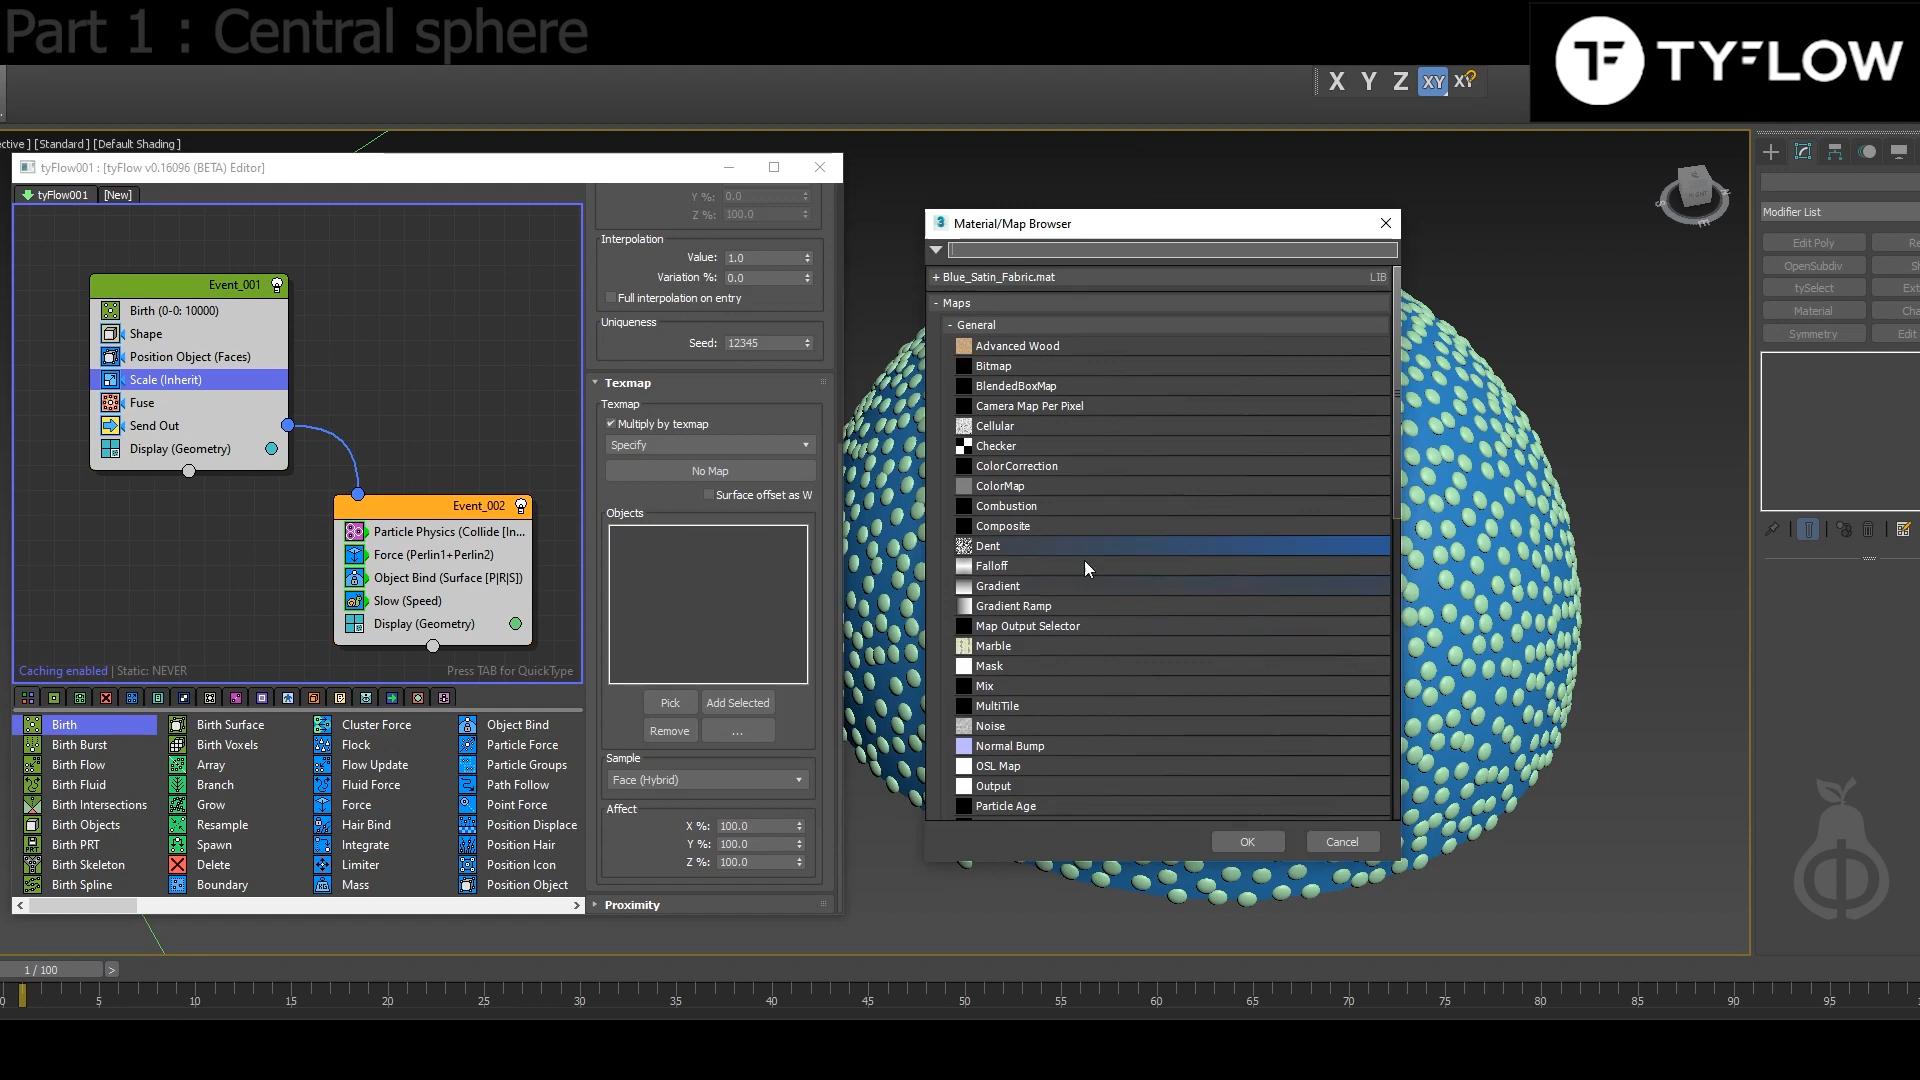 Part 1 : Central sphere
TYFLOW
X Y Z XY XY
ective ] [Standard ] [Default Shading ]
tyFlow001 : [tyFlow v0.16096 (BETA) Editor]
tyFlow001 [New]
Event_001
Birth (0-0: 10000)
Shape
Position Object (Faces)
Scale (Inherit)
Fuse
Send Out
Display (Geometry)
Event_002
Particle Physics (Collide [In...
Force (Perlin1+Perlin2)
Object Bind (Surface [P|R|S])
Slow (Speed)
Display (Geometry)
Caching enabled | Static: NEVER
Press TAB for QuickType
Birth
Birth Burst
Birth Flow
Birth Fluid
Birth Intersections
Birth Objects
Birth PRT
Birth Skeleton
Birth Spline
Birth Surface
Birth Voxels
Array
Branch
Grow
Resample
Spawn
Delete
Boundary
Cluster Force
Flock
Flow Update
Fluid Force
Force
Hair Bind
Integrate
Limiter
Mass
Object Bind
Particle Force
Particle Groups
Path Follow
Point Force
Position Displace
Position Hair
Position Icon
Position Object
Y %: 0.0
Z %: 100.0
Interpolation
Value: 1.0
Variation %: 0.0
Full interpolation on entry
Uniqueness
Seed: 12345
Texmap
Texmap
Multiply by texmap
Specify
No Map
Surface offset as W
Objects
Pick Add Selected
Remove ...
Sample
Face (Hybrid)
Affect
X %: 100.0
Y %: 100.0
Z %: 100.0
Proximity
3 Material/Map Browser
+ Blue_Satin_Fabric.mat LIB
- Maps
- General
Advanced Wood
Bitmap
BlendedBoxMap
Camera Map Per Pixel
Cellular
Checker
ColorCorrection
ColorMap
Combustion
Composite
Dent
Falloff
Gradient
Gradient Ramp
Map Output Selector
Marble
Mask
Mix
MultiTile
Noise
Normal Bump
OSL Map
Output
Particle Age
OK Cancel
Modifier List
Edit Poly Re
OpenSubdiv S
tySelect Ext
Material Cha
Symmetry Edit
1 / 100 >
0 5 10 15 20 25 30 35 40 45 50 55 60 65 70 75 80 85 90 95